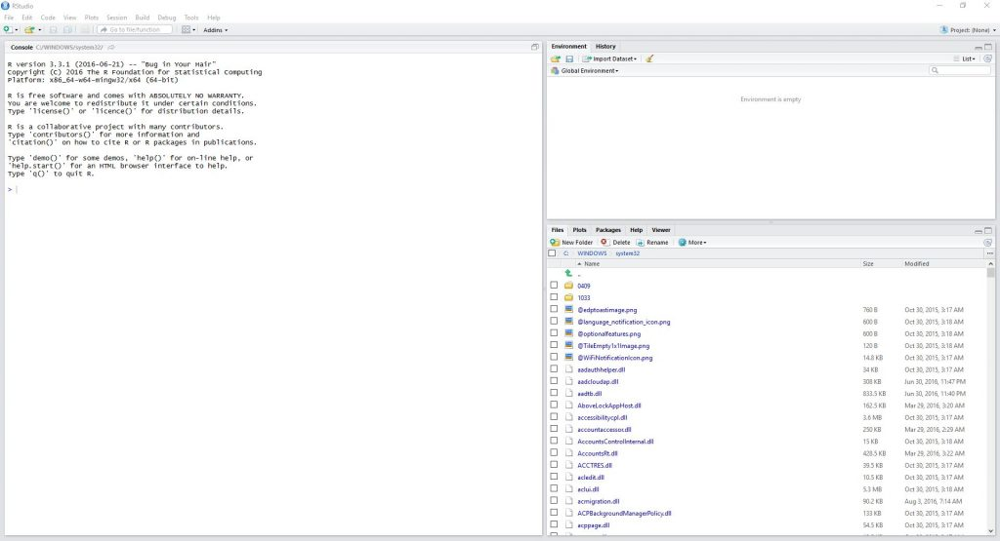 RStudio
File Edit Code View Plots Session Build Debug Tools Help
Go to file/function Addins Project: (None)
Console C:/WINDOWS/system32/
R version 3.3.1 (2016-06-21) -- "Bug in Your Hair"
Copyright (C) 2016 The R Foundation for Statistical Computing
Platform: x86_64-w64-mingw32/x64 (64-bit)
R is free software and comes with ABSOLUTELY NO WARRANTY.
You are welcome to redistribute it under certain conditions.
Type 'license()' or 'licence()' for distribution details.
R is a collaborative project with many contributors.
Type 'contributors()' for more information and
'citation()' on how to cite R or R packages in publications.
Type 'demo()' for some demos, 'help()' for on-line help, or
'help.start()' for an HTML browser interface to help.
Type 'q()' to quit R.
>
Environment History
Import Dataset List
Global Environment
Environment is empty
Files Plots Packages Help Viewer
New Folder Delete Rename More
C: WINDOWS system32
Name Size Modified
..
0409
1033
@edptoastimage.png 760 B Oct 30, 2015, 3:17 AM
@language_notification_icon.png 600 B Oct 30, 2015, 3:18 AM
@optionalfeatures.png 600 B Oct 30, 2015, 3:18 AM
@TileEmpty1x1Image.png 120 B Oct 30, 2015, 3:18 AM
@WiFiNotificationIcon.png 14.8 KB Oct 30, 2015, 3:17 AM
aadauthhelper.dll 34 KB Oct 30, 2015, 3:17 AM
aadcloudap.dll 308 KB Jun 30, 2016, 11:47 PM
aadtb.dll 833.5 KB Jun 30, 2016, 11:40 PM
AboveLockAppHost.dll 162.5 KB Mar 29, 2016, 3:20 AM
accessibilitycpl.dll 3.6 MB Oct 30, 2015, 3:17 AM
accountaccessor.dll 250 KB Mar 29, 2016, 2:29 AM
AccountsControlInternal.dll 15 KB Oct 30, 2015, 3:18 AM
AccountsRt.dll 428.5 KB Mar 29, 2016, 3:22 AM
ACCTRES.dll 39.5 KB Oct 30, 2015, 3:17 AM
acledit.dll 10.5 KB Oct 30, 2015, 3:17 AM
aclui.dll 5.3 MB Oct 30, 2015, 3:18 AM
acmigration.dll 90.2 KB Aug 3, 2016, 7:14 AM
ACPBackgroundManagerPolicy.dll 133 KB Oct 30, 2015, 3:17 AM
acppage.dll 54.5 KB Oct 30, 2015, 3:17 AM